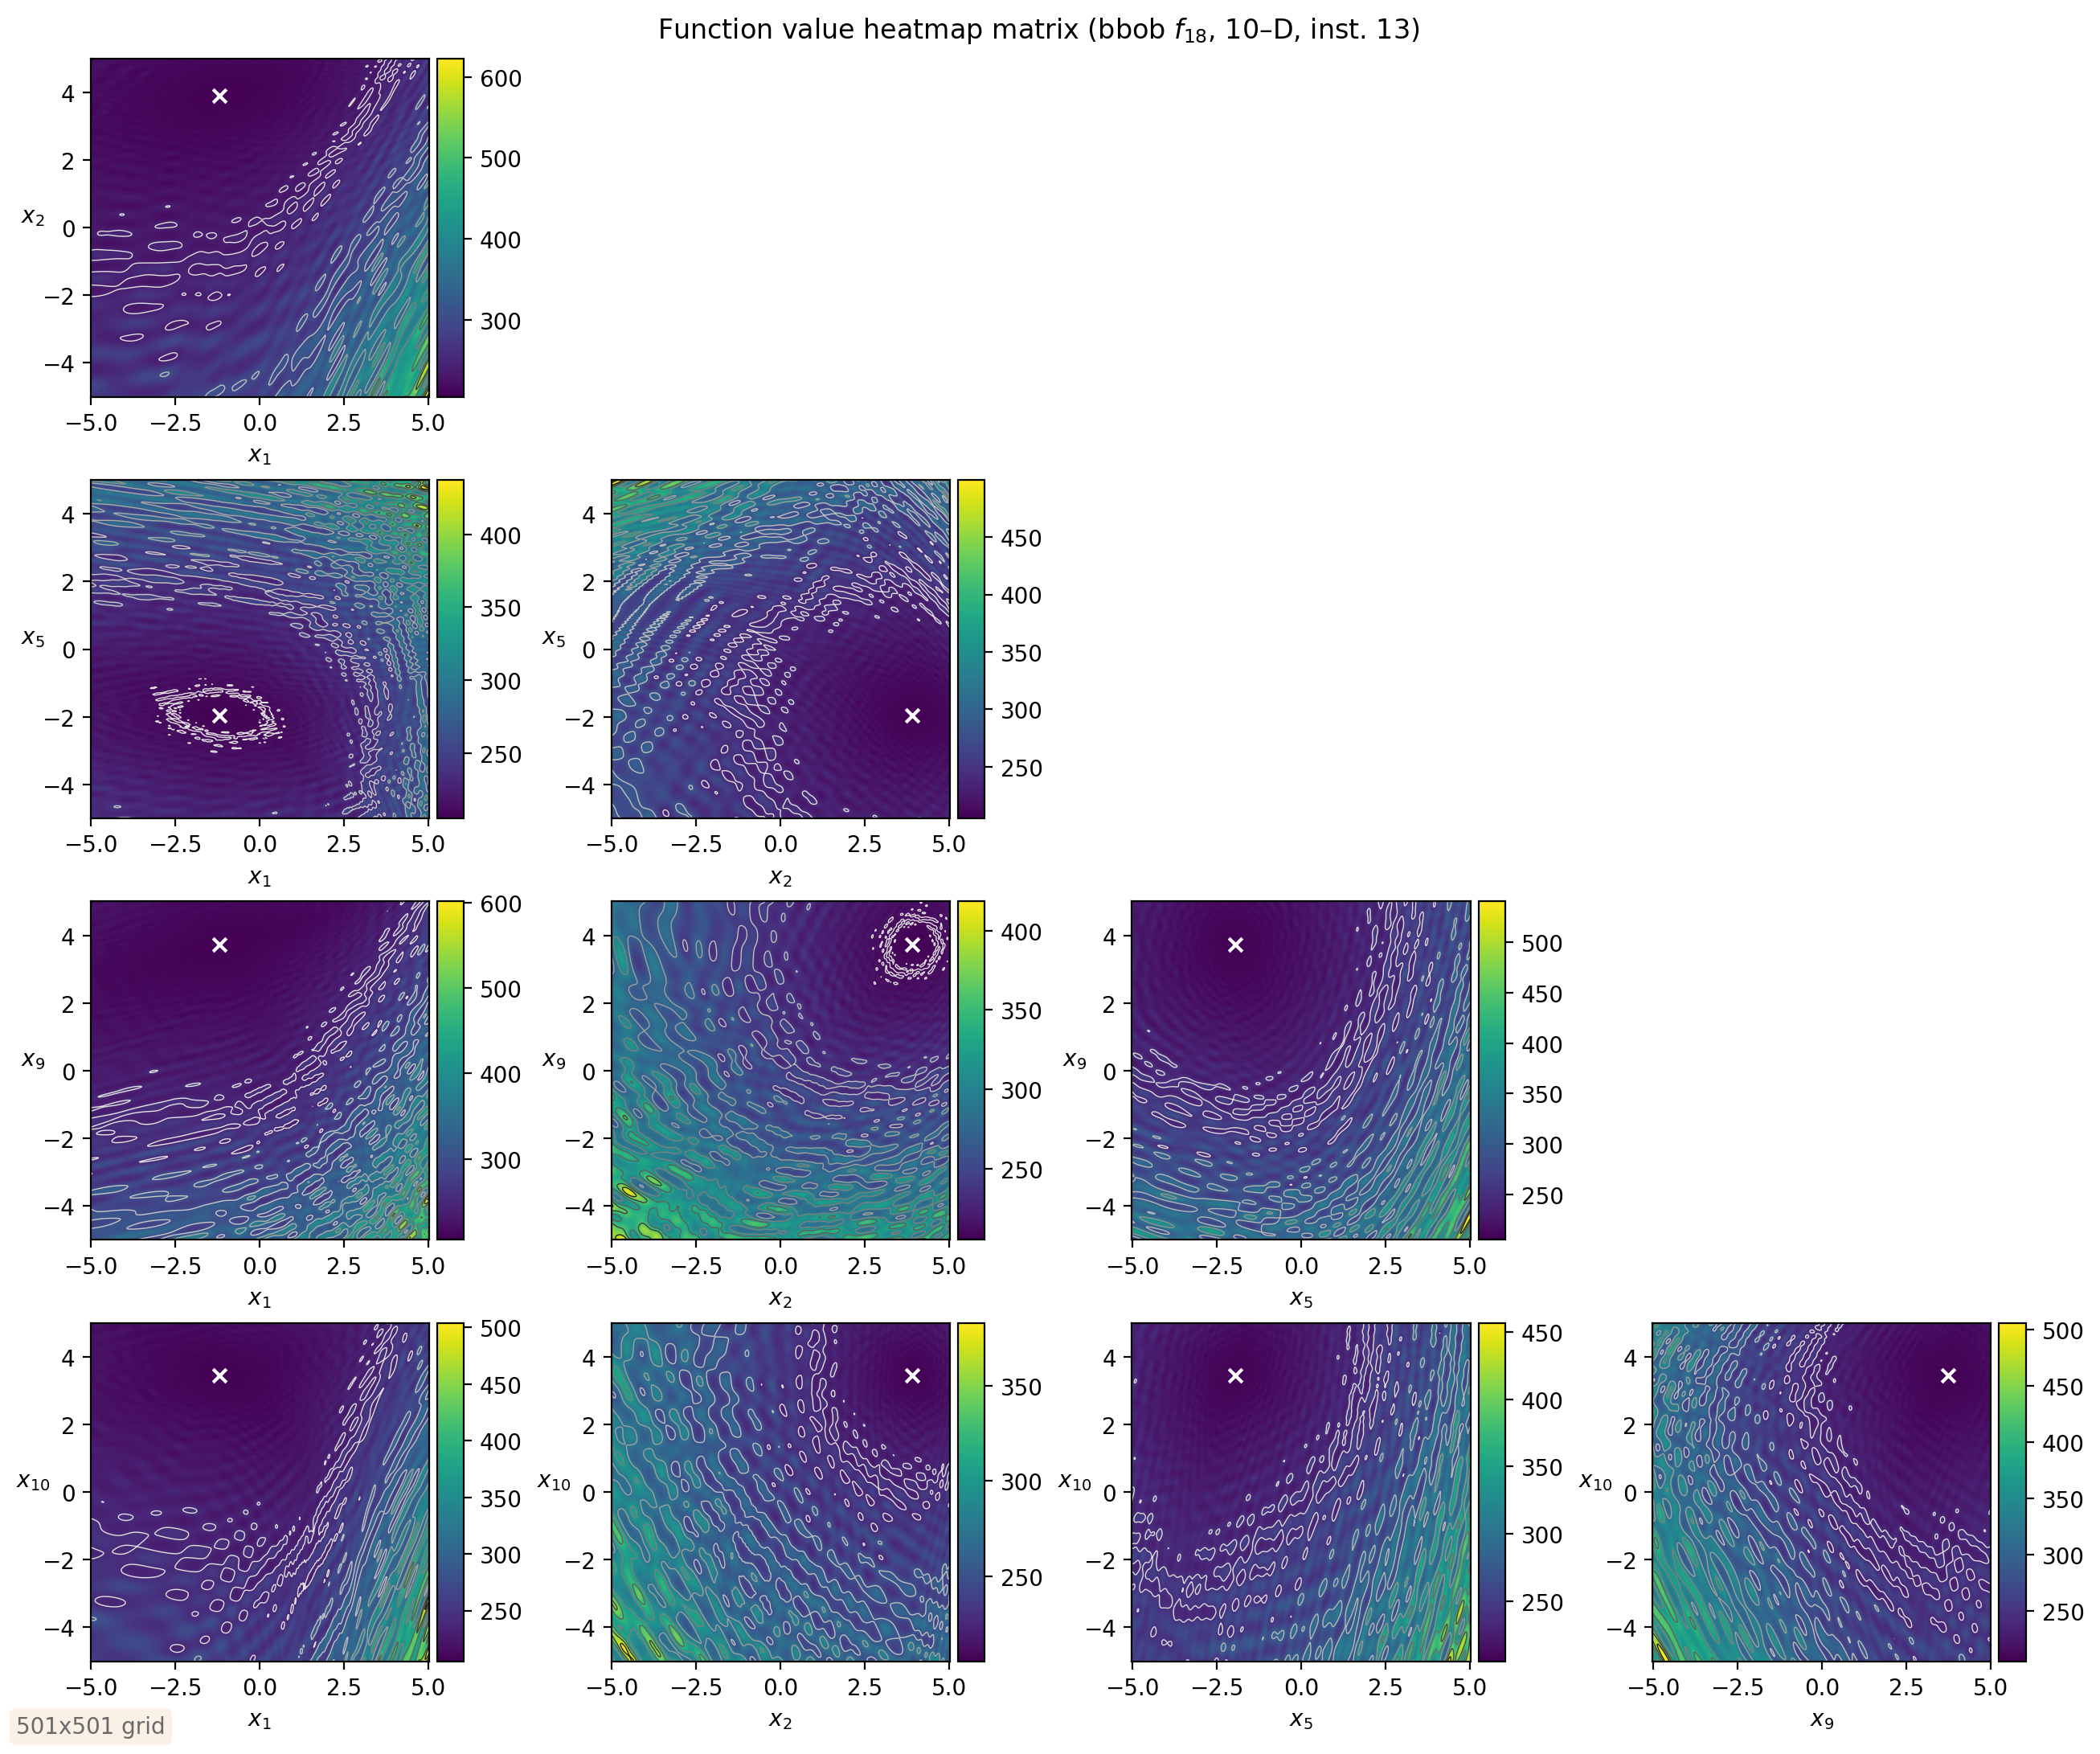 Function value heatmap matrix (bbob f18, 10–D, inst. 13)
4 2 0 −2 −4
x2
−5.0 −2.5 0.0 2.5 5.0
x1
600 500 400 300
4 2 0 −2 −4
x5
−5.0 −2.5 0.0 2.5 5.0
x1
400 350 300 250
4 2 0 −2 −4
x5
−5.0 −2.5 0.0 2.5 5.0
x2
450 400 350 300 250
4 2 0 −2 −4
x9
−5.0 −2.5 0.0 2.5 5.0
x1
600 500 400 300
4 2 0 −2 −4
x9
−5.0 −2.5 0.0 2.5 5.0
x2
400 350 300 250
4 2 0 −2 −4
x9
−5.0 −2.5 0.0 2.5 5.0
x5
500 450 400 350 300 250
4 2 0 −2 −4
x10
−5.0 −2.5 0.0 2.5 5.0
x1
500 450 400 350 300 250
4 2 0 −2 −4
x10
−5.0 −2.5 0.0 2.5 5.0
x2
350 300 250
4 2 0 −2 −4
x10
−5.0 −2.5 0.0 2.5 5.0
x5
450 400 350 300 250
4 2 0 −2 −4
x10
−5.0 −2.5 0.0 2.5 5.0
x9
500 450 400 350 300 250
501x501 grid